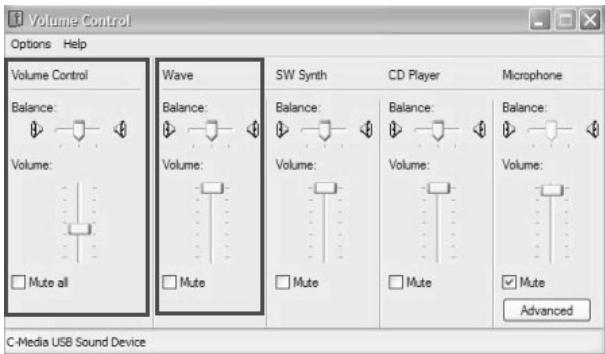 Volume Control
Options Help
Volume Control Wave SW Synth CD Player Microphone
Balance: Balance: Balance: Balance: Balance:
Volume: Volume: Volume: Volume: Volume:
Mute all Mute Mute Mute Mute
Advanced
C-Media USB Sound Device